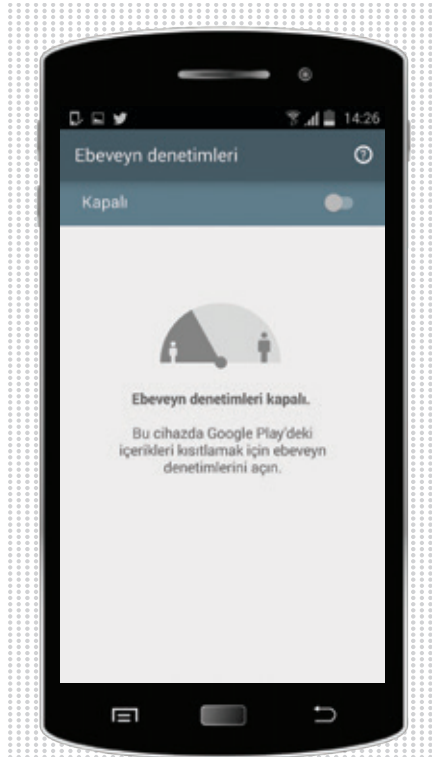 14:26
Ebeveyn denetimleri
Kapalı
Ebeveyn denetimleri kapalı.
Bu cihazda Google Play'deki
içerikleri kısıtlamak için ebeveyn
denetimlerini açın.